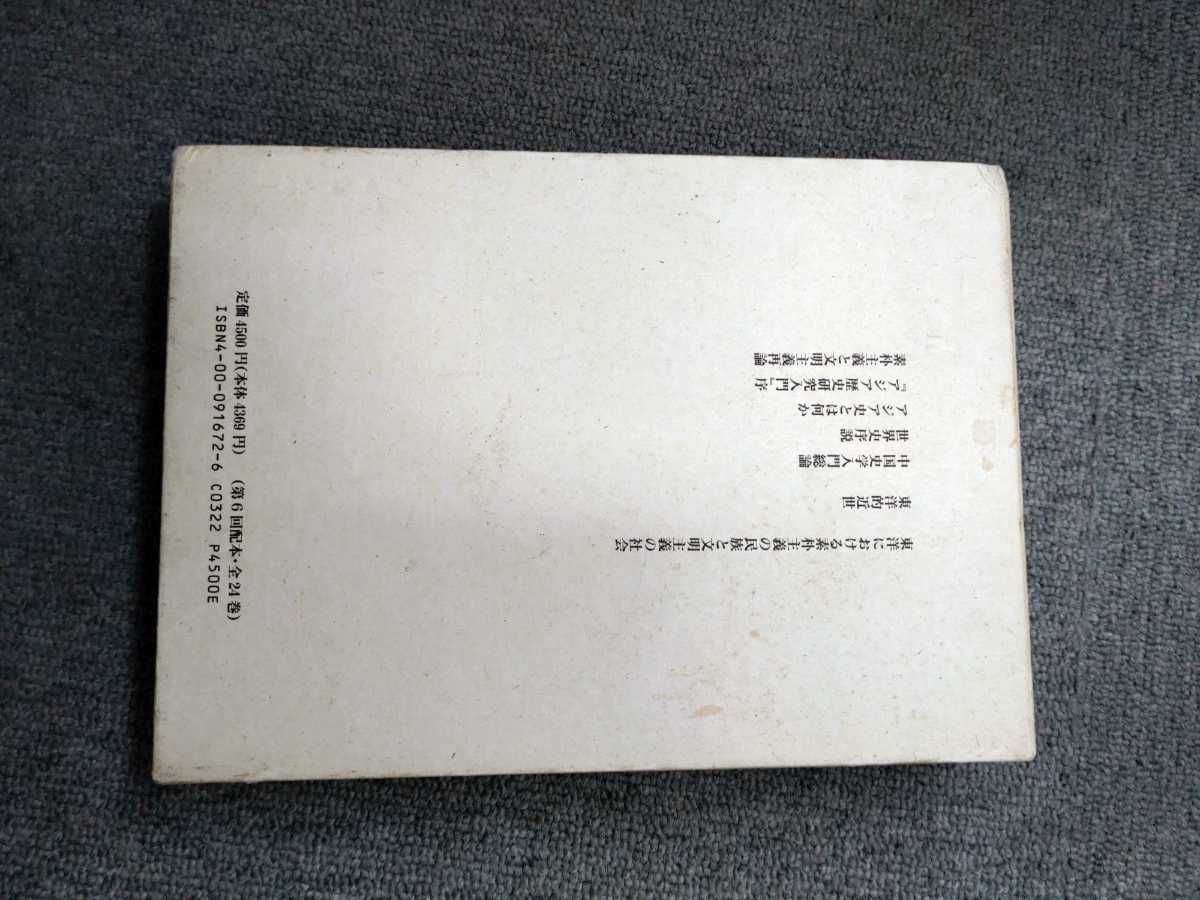 東洋における素朴主義の民族と文明主義の社会
東洋的近世
中国史学入門総論
世界史序説
アジア史とは何か
『アジア歴史研究入門』序
素朴主義と文明主義再論
定価4500円(本体4369円) (第6回配本・全24巻)
ISBN4-00-091672-6 C0322 P4500E